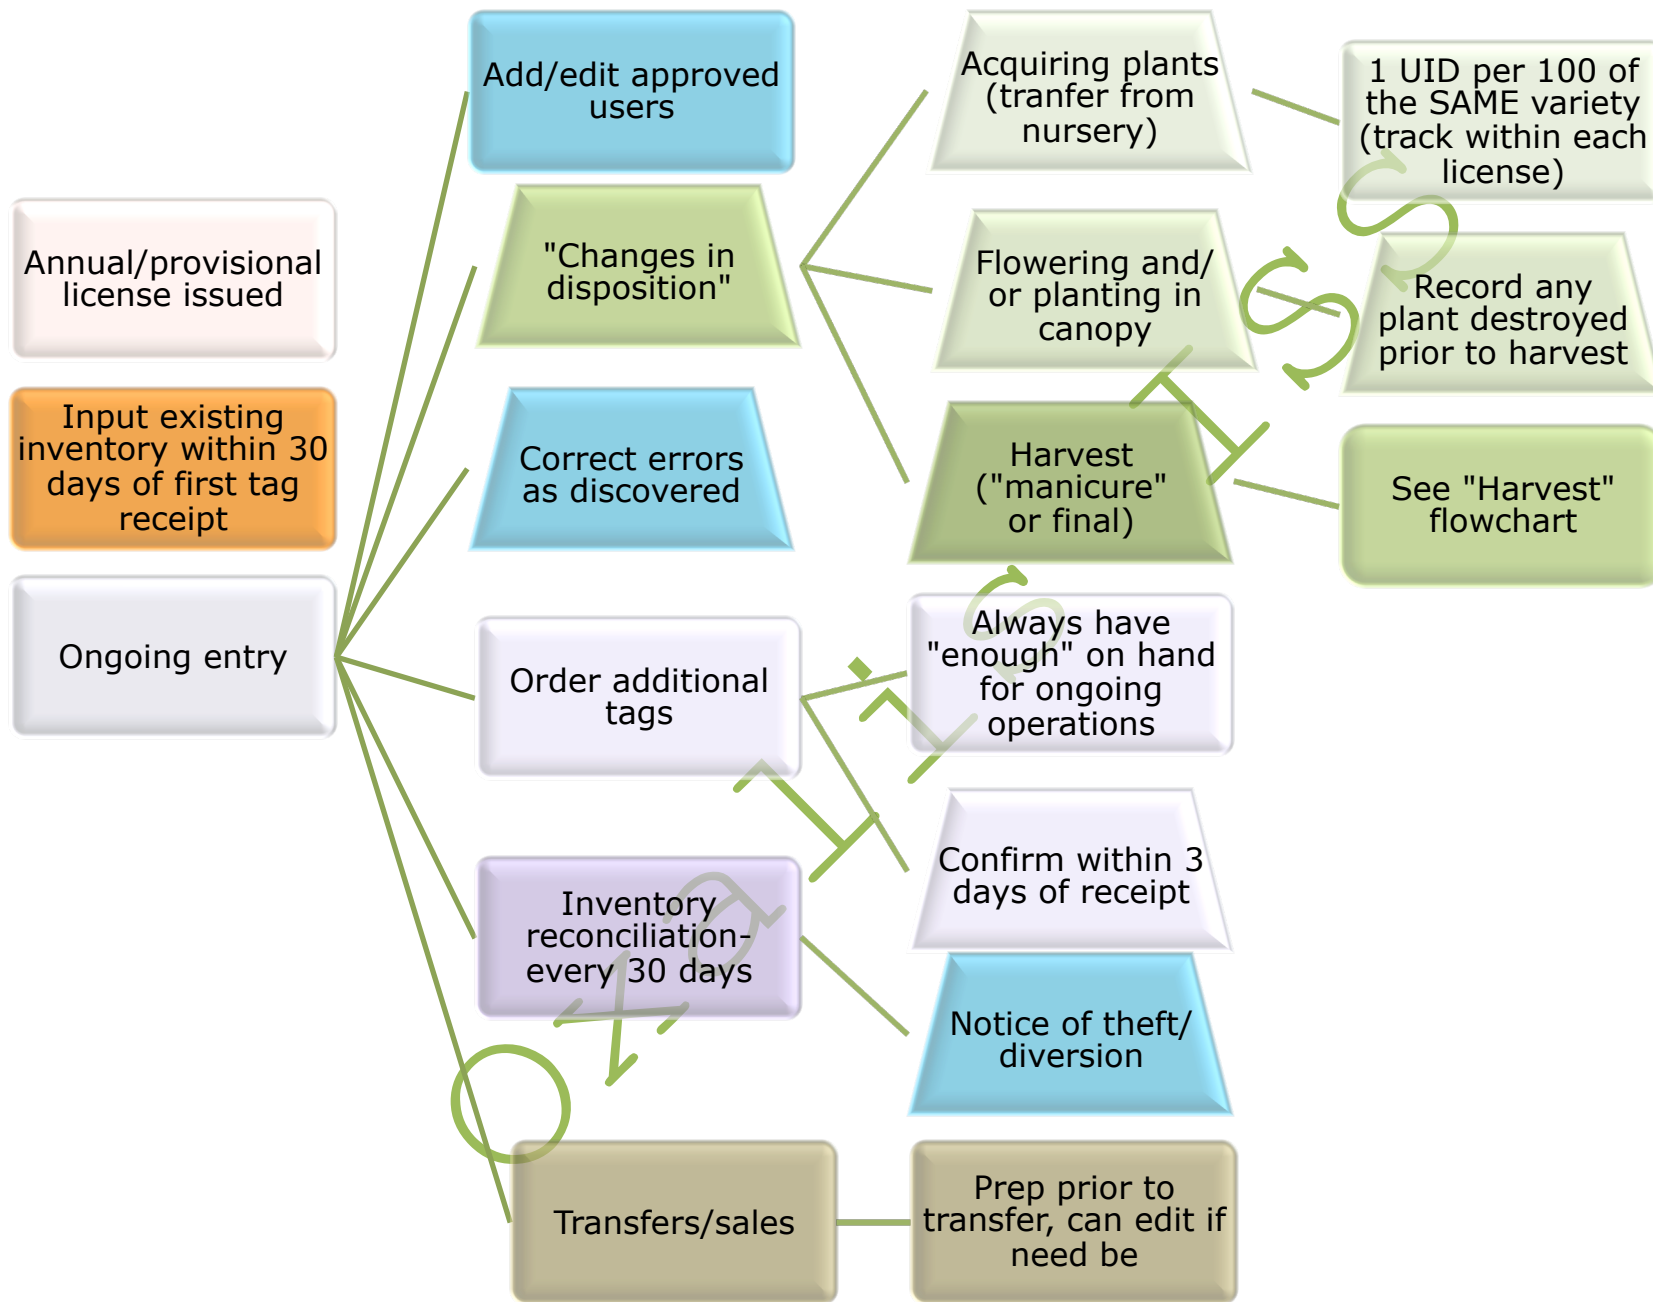 Annual/provisional
license issued
Input existing
inventory within 30
days of first tag
receipt
Ongoing entry
Add/edit approved
users
"Changes in
disposition"
Correct errors
as discovered
Order additional
tags
Inventory
reconciliation-
every 30 days
Transfers/sales
Acquiring plants
(tranfer from
nursery)
Flowering and/
or planting in
canopy
Harvest
("manicure"
or final)
Always have
"enough" on hand
for ongoing
operations
Confirm within 3
days of receipt
Notice of theft/
diversion
Prep prior to
transfer, can edit if
need be
1 UID per 100 of
the SAME variety
(track within each
license)
Record any
plant destroyed
prior to harvest
See "Harvest"
flowchart